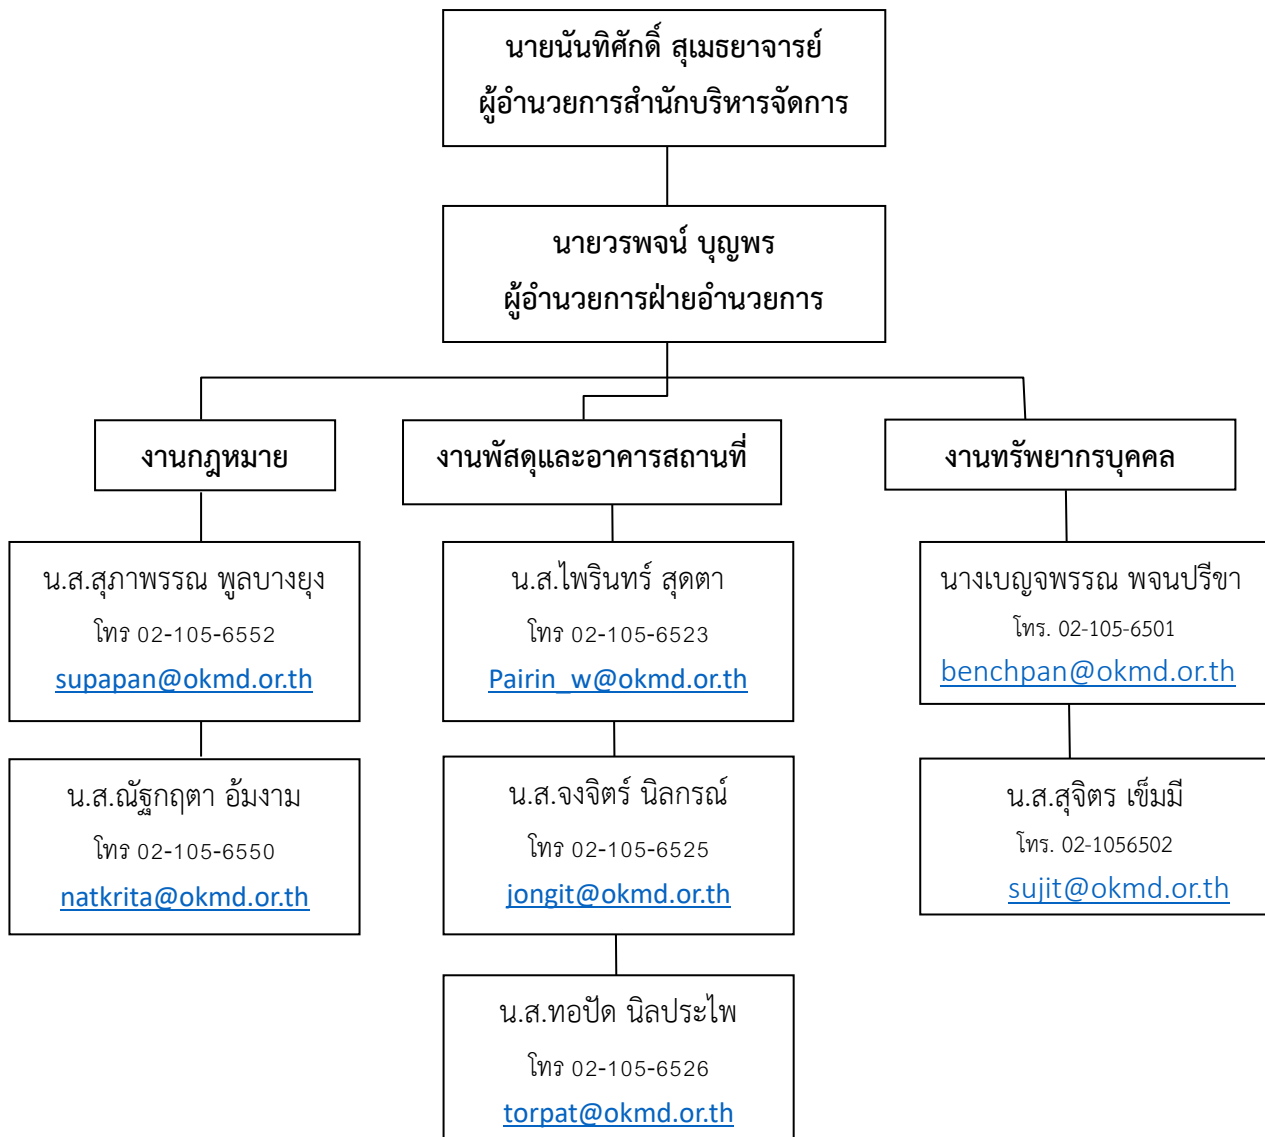 นายนันทิศักดิ์ สุเมธยาจารย์
ผู้อำนวยการสำนักบริหารจัดการ
นายวรพจน์ บุญพร
ผู้อำนวยการฝ่ายอำนวยการ
งานกฎหมาย
น.ส.สุภาพรรณ พูลบางยุง
โทร 02-105-6552
supapan@okmd.or.th
น.ส.ณัฐกฤตา อ้มงาม
โทร 02-105-6550
natkrita@okmd.or.th
งานพัสดุและอาคารสถานที่
น.ส.ไพรินทร์ สุดตา
โทร 02-105-6523
Pairin_w@okmd.or.th
น.ส.จงจิตร์ นิลกรณ์
โทร 02-105-6525
jongit@okmd.or.th
น.ส.ทอปัด นิลประไพ
โทร 02-105-6526
torpat@okmd.or.th
งานทรัพยากรบุคคล
นางเบญจพรรณ พจนปรีขา
โทร. 02-105-6501
benchpan@okmd.or.th
น.ส.สุจิตร เข็มมี
โทร. 02-1056502
sujit@okmd.or.th